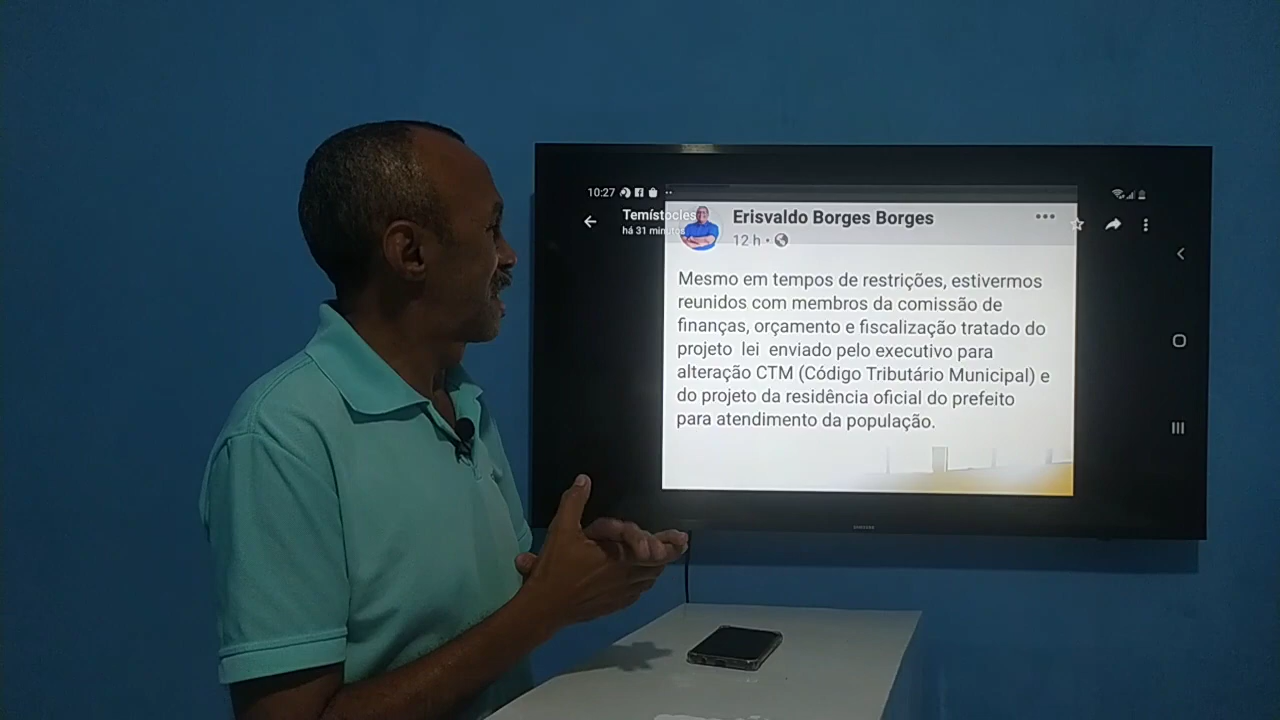 10:27
Temístocles
há 31 minutos
Erisvaldo Borges Borges
12 h
Mesmo em tempos de restrições, estivermos
reunidos com membros da comissão de
finanças, orçamento e fiscalização tratado do
projeto lei enviado pelo executivo para
alteração CTM (Código Tributário Municipal) e
do projeto da residência oficial do prefeito
para atendimento da população.
SAMSUNG